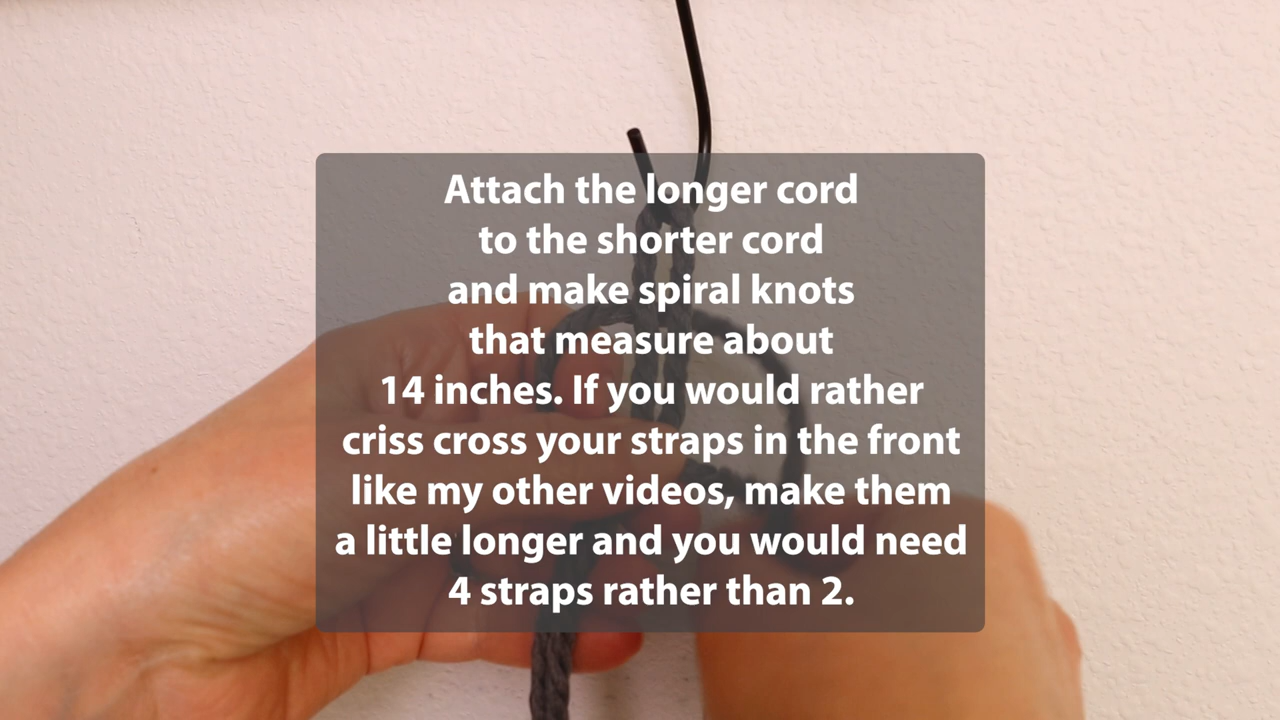 Attach the longer cord
to the shorter cord
and make spiral knots
that measure about
14 inches. If you would rather
criss cross your straps in the front
like my other videos, make them
a little longer and you would need
4 straps rather than 2.